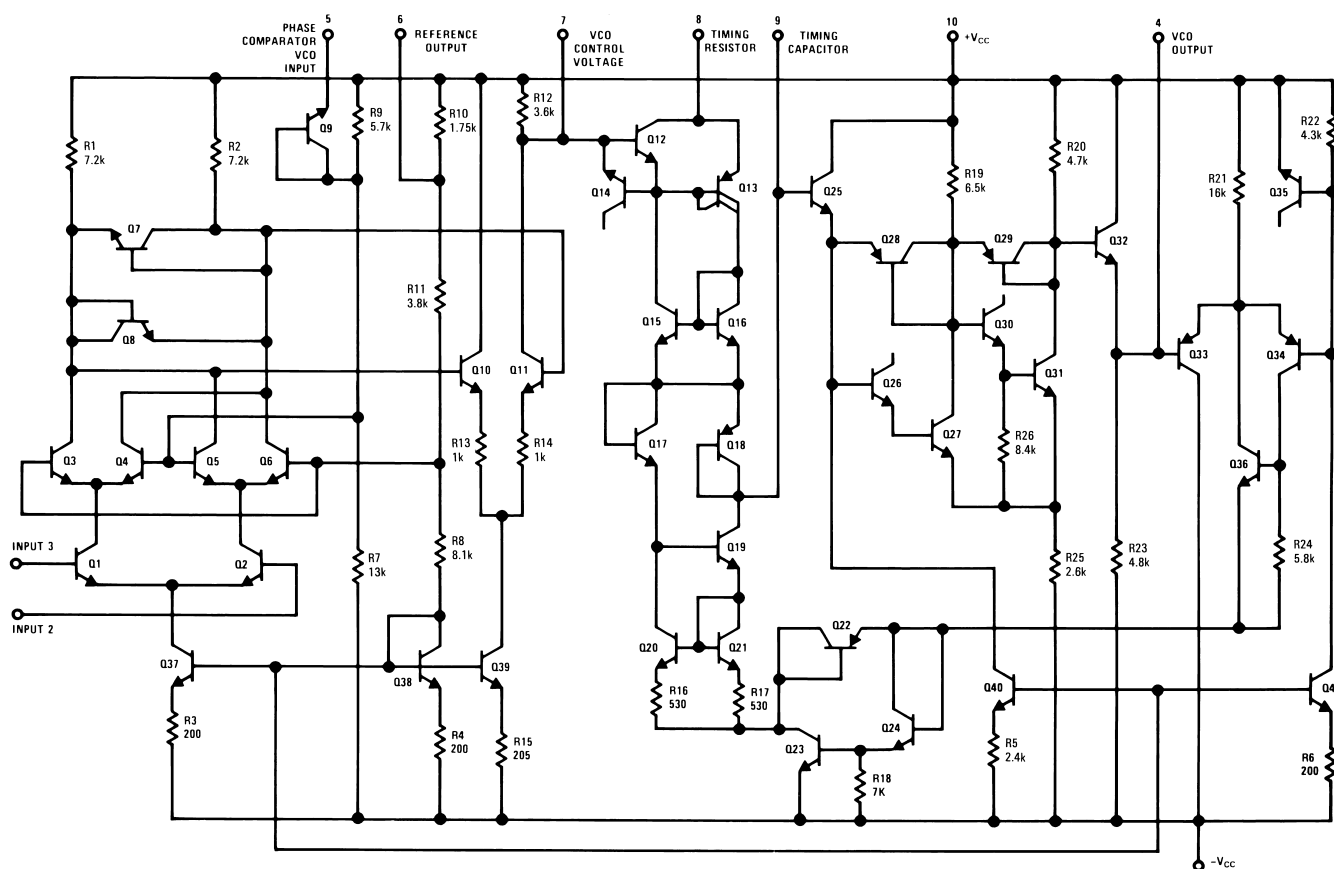 5
PHASE
COMPARATOR
VCO
INPUT
6
REFERENCE
OUTPUT
7
VCO
CONTROL
VOLTAGE
8
TIMING
RESISTOR
9
TIMING
CAPACITOR
10
+VCC
4
VCO
OUTPUT
R1
7.2k
R2
7.2k
Q9
R9
5.7k
R10
1.75k
R12
3.6k
Q12
Q14
Q13
Q25
R19
6.5k
R20
4.7k
R21
16k
R22
4.3k
Q35
Q7
Q8
R11
3.8k
Q28
Q29
Q32
Q15
Q16
Q30
Q10
Q11
Q26
Q31
Q33
Q34
Q3
Q4
Q5
Q6
R13
1k
R14
1k
Q17
Q18
Q27
R26
8.4k
Q36
INPUT 3
Q1
Q2
R7
13k
R8
8.1k
Q19
R25
2.6k
R23
4.8k
R24
5.8k
INPUT 2
Q37
Q38
Q39
Q20
Q21
Q22
Q40
Q4
R3
200
R4
200
R15
205
R16
530
R17
530
Q23
Q24
R18
7K
R5
2.4k
R6
200
-VCC